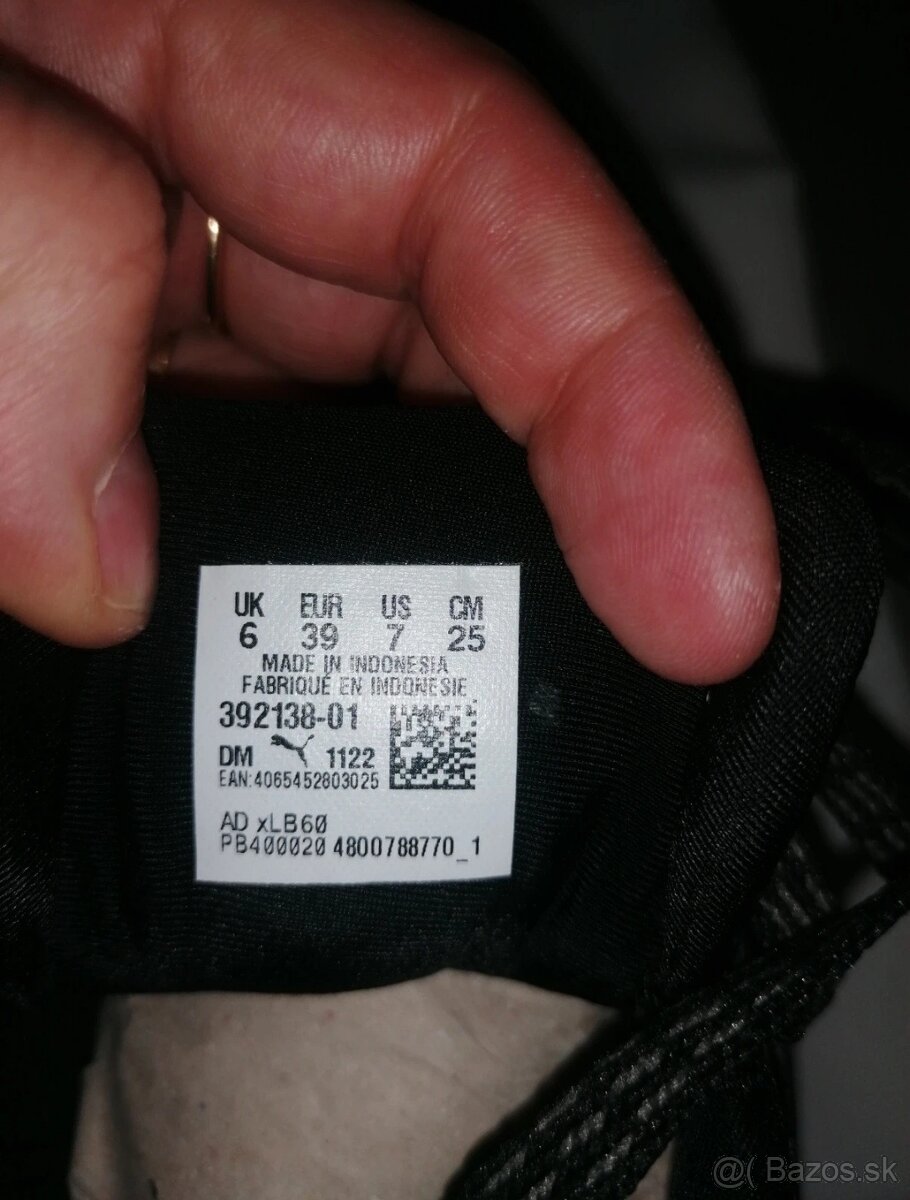 UK EUR US CM
6 39 7 25
MADE IN INDONESIA
FABRIQUÉ EN INDONESIE
392138-01
DM 1122
EAN:4065452803025
AD xLB60
PB400020 4800788770_1
@( Bazos.sk